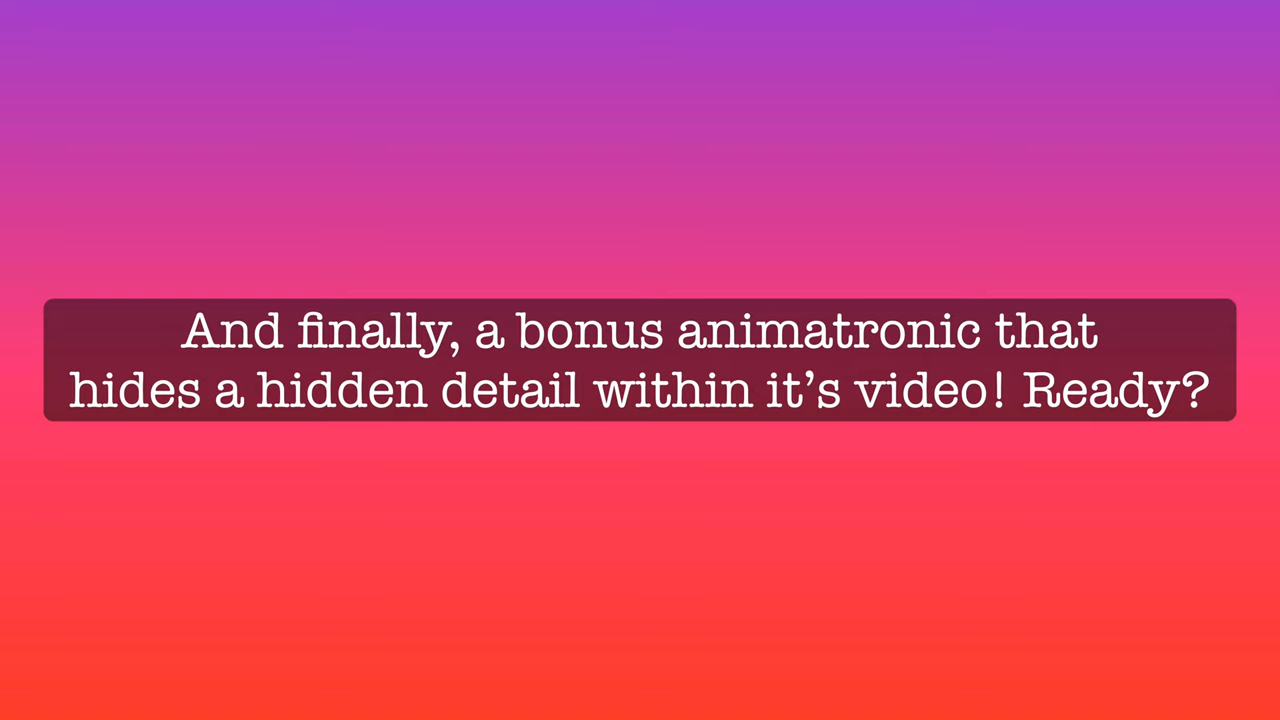 And finally, a bonus animatronic that
hides a hidden detail within it’s video! Ready?